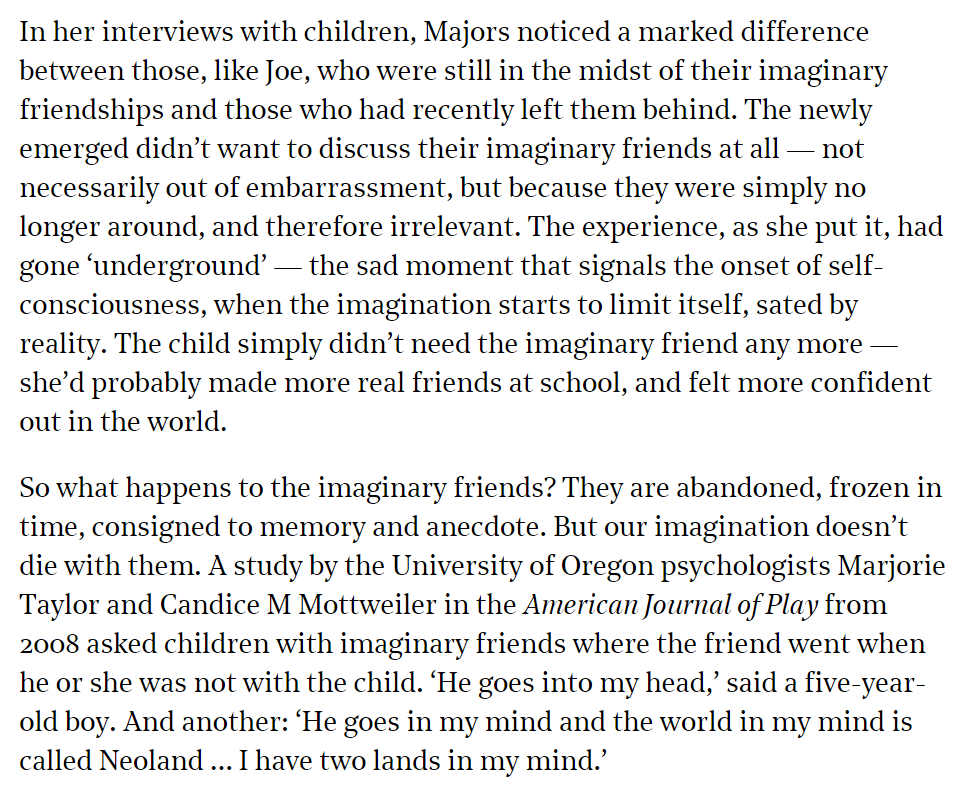 In her interviews with children, Majors noticed a marked difference
between those, like Joe, who were still in the midst of their imaginary
friendships and those who had recently left them behind. The newly
emerged didn’t want to discuss their imaginary friends at all — not
necessarily out of embarrassment, but because they were simply no
longer around, and therefore irrelevant. The experience, as she put it, had
gone ‘underground’ — the sad moment that signals the onset of self-
consciousness, when the imagination starts to limit itself, sated by
reality. The child simply didn’t need the imaginary friend any more —
she’d probably made more real friends at school, and felt more confident
out in the world.
So what happens to the imaginary friends? They are abandoned, frozen in
time, consigned to memory and anecdote. But our imagination doesn’t
die with them. A study by the University of Oregon psychologists Marjorie
Taylor and Candice M Mottweiler in the American Journal of Play from
2008 asked children with imaginary friends where the friend went when
he or she was not with the child. ‘He goes into my head,’ said a five-year-
old boy. And another: ‘He goes in my mind and the world in my mind is
called Neoland ... I have two lands in my mind.’